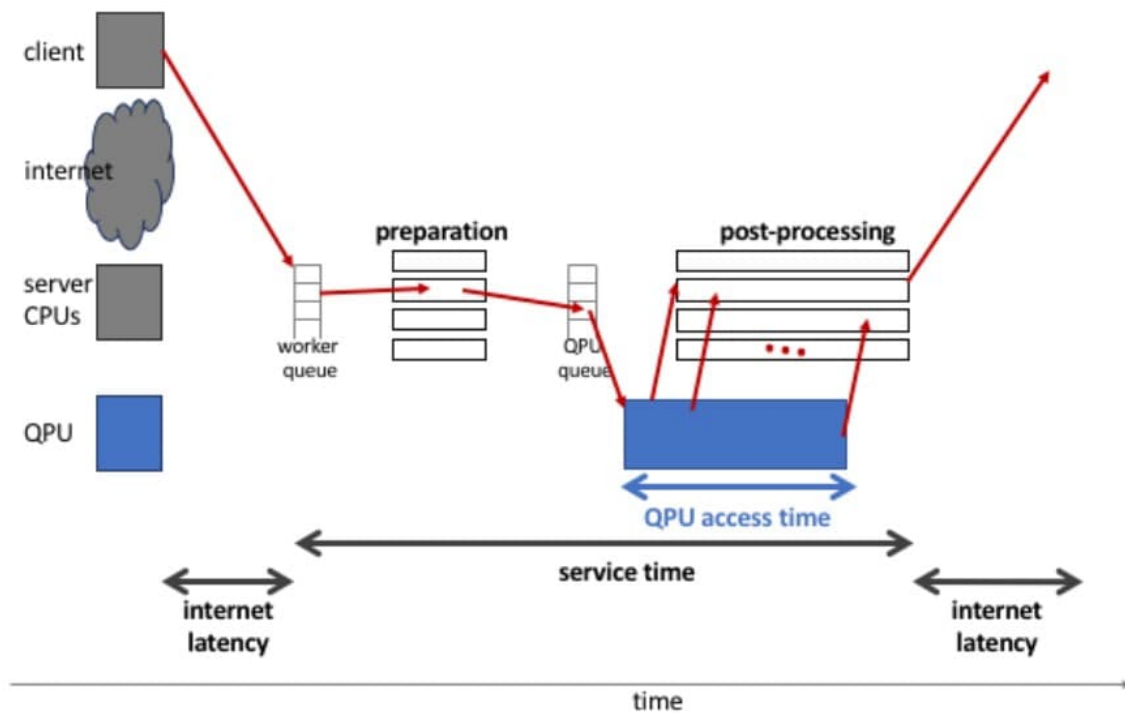 client
internet
server
CPUs
QPU
preparation
post-processing
worker
queue
QPU
queue
QPU access time
service time
internet
latency
internet
latency
time